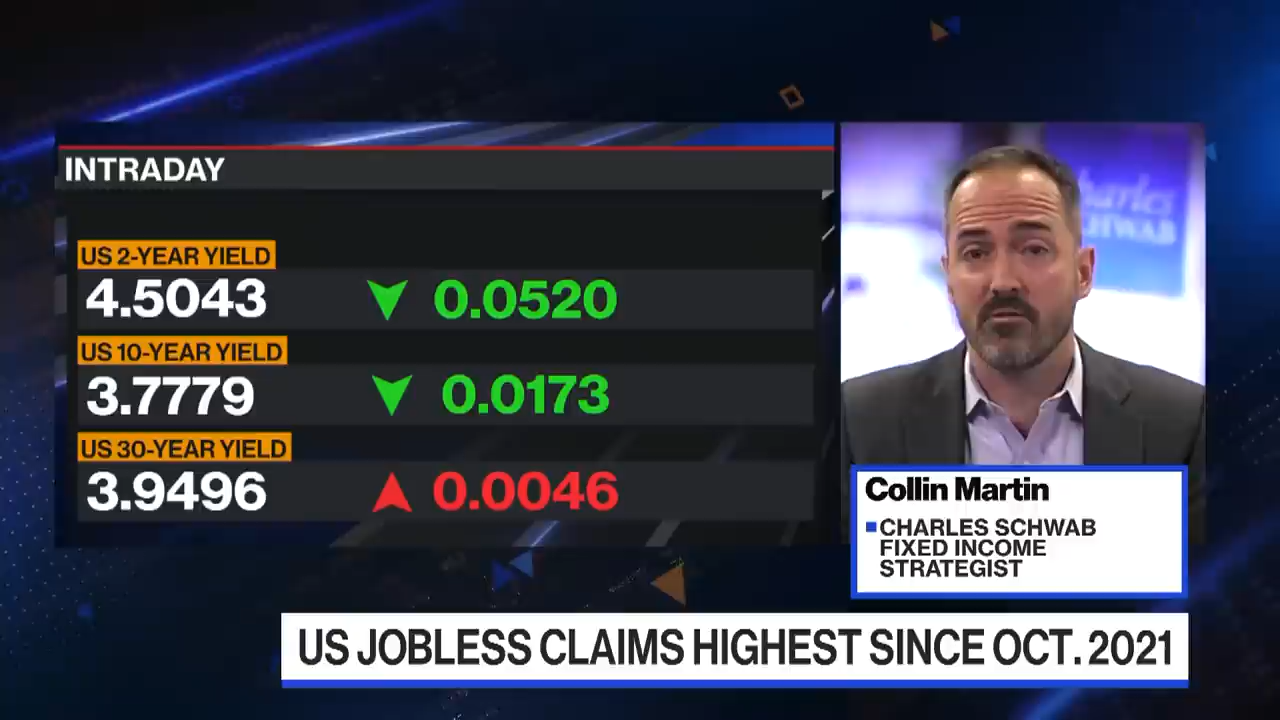 INTRADAY
US 2-YEAR YIELD
4.5043 ▼ 0.0520
US 10-YEAR YIELD
3.7779 ▼ 0.0173
US 30-YEAR YIELD
3.9496 ▲ 0.0046
harles
HWAB
Collin Martin
CHARLES SCHWAB
FIXED INCOME
STRATEGIST
US JOBLESS CLAIMS HIGHEST SINCE OCT. 2021